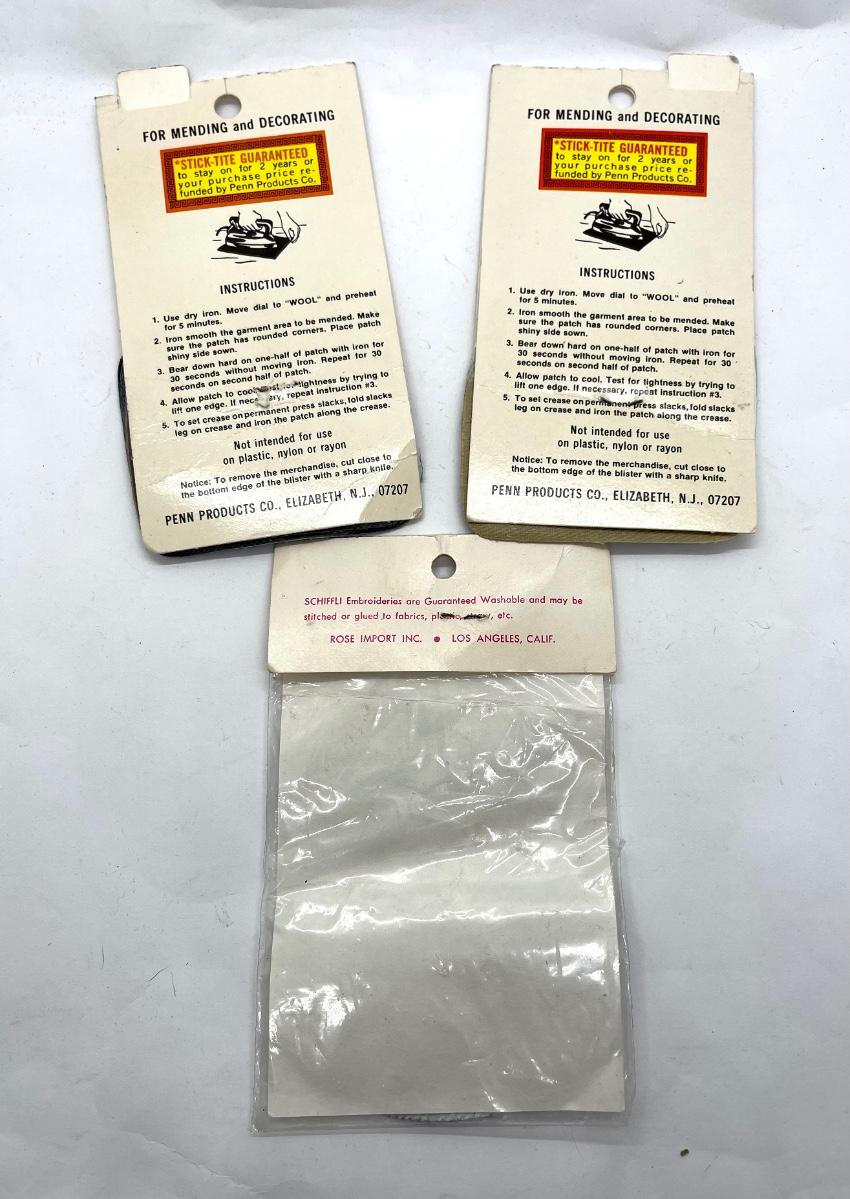 FOR MENDING and DECORATING
*STICK-TITE GUARANTEED
to stay on for 2 years or
your purchase price re-
funded by Penn Products Co.
INSTRUCTIONS
1. Use dry iron. Move dial to "WOOL" and preheat
for 5 minutes.
2. Iron smooth the garment area to be mended. Make
sure the patch has rounded corners. Place patch
shiny side sown.
3. Bear down hard on one-half of patch with iron for
30 seconds without moving iron. Repeat for 30
seconds on second half of patch.
4. Allow patch to cool. Test for tightness by trying to
lift one edge. If necessary, repeat instruction #3.
5. To set crease on permanent press slacks, fold slacks
leg on crease and iron the patch along the crease.
Not intended for use
on plastic, nylon or rayon
Notice: To remove the merchandise, cut close to
the bottom edge of the blister with a sharp knife.
PENN PRODUCTS CO., ELIZABETH, N.J., 07207
FOR MENDING and DECORATING
*STICK-TITE GUARANTEED
to stay on for 2 years or
your purchase price re-
funded by Penn Products Co.
INSTRUCTIONS
1. Use dry iron. Move dial to "WOOL" and preheat
for 5 minutes.
2. Iron smooth the garment area to be mended. Make
sure the patch has rounded corners. Place patch
shiny side sown.
3. Bear down hard on one-half of patch with iron for
30 seconds without moving iron. Repeat for 30
seconds on second half of patch.
4. Allow patch to cool. Test for tightness by trying to
lift one edge. If necessary, repeat instruction #3.
5. To set crease on permanent press slacks, fold slacks
leg on crease and iron the patch along the crease.
Not intended for use
on plastic, nylon or rayon
Notice: To remove the merchandise, cut close to
the bottom edge of the blister with a sharp knife.
PENN PRODUCTS CO., ELIZABETH, N.J., 07207
SCHIFFLI Embroideries are Guaranteed Washable and may be
stitched or glued to fabrics, plastic, straw, etc.
ROSE IMPORT INC. ● LOS ANGELES, CALIF.